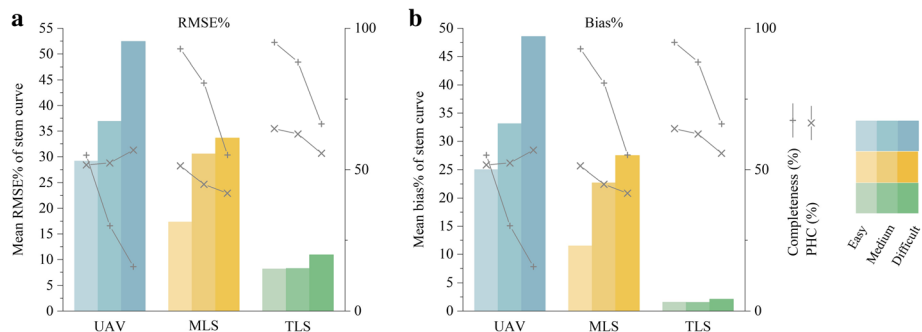 a
RMSE%
Mean RMSE% of stem curve
55
50
45
40
35
30
25
20
15
10
5
0
100
50
0
UAV MLS TLS
b
Bias%
Mean bias% of stem curve
50
45
40
35
30
25
20
15
10
5
0
100
50
0
UAV MLS TLS
Completeness (%)
PHC (%)
Easy
Medium
Difficult